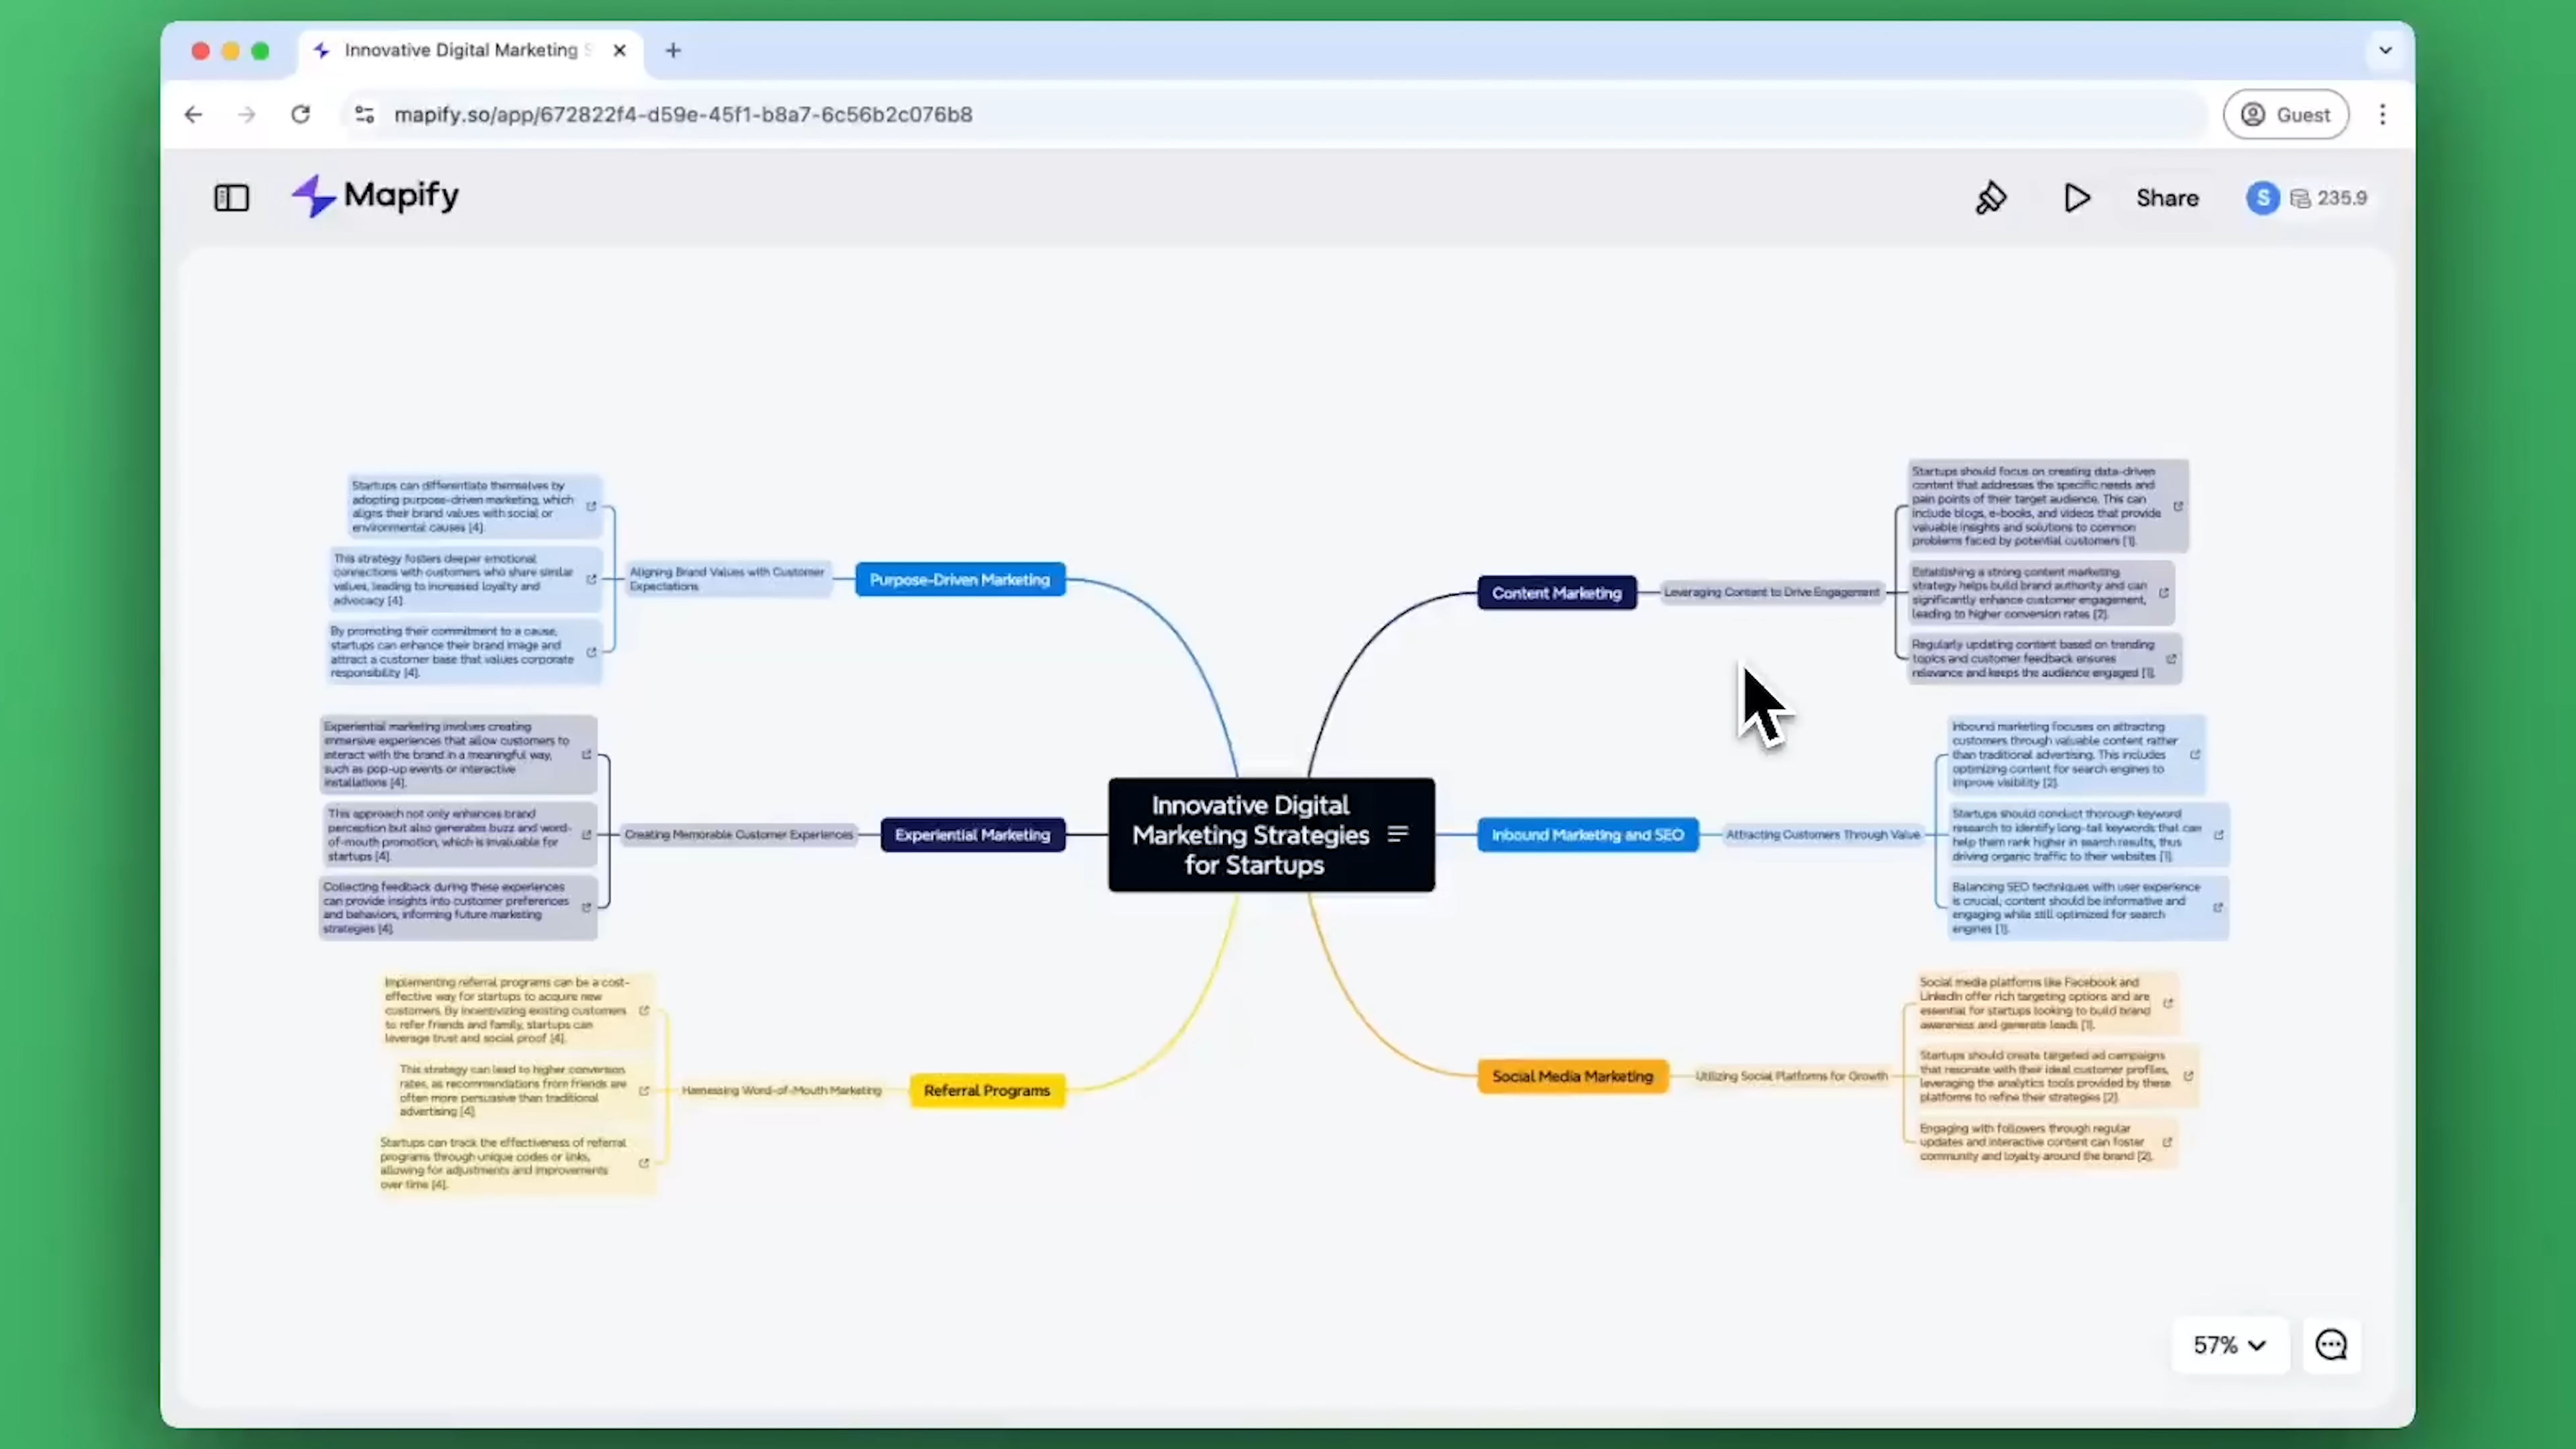 Innovative Digital Marketing S
mapify.so/app/672822f4-d59e-45f1-b8a7-6c56b2c076b8
Guest
Mapify
Share
S
235.9
Startups can differentiate themselves by
adopting purpose-driven marketing, which
aligns their brand values with social or
environmental causes [4].
This strategy fosters deeper emotional
connections with customers who share similar
values, leading to increased loyalty and
advocacy [4].
By promoting their commitment to a cause,
startups can enhance their brand image and
attract a customer base that values corporate
responsibility [4].
Aligning Brand Values with Customer
Expectations
Purpose-Driven Marketing
Experiential marketing involves creating
immersive experiences that allow customers to
interact with the brand in a meaningful way,
such as pop-up events or interactive
installations [4].
This approach not only enhances brand
perception but also generates buzz and word-
of-mouth promotion, which is invaluable for
startups [4].
Collecting feedback during these experiences
can provide insights into customer preferences
and behaviors, informing future marketing
strategies [4].
Creating Memorable Customer Experiences
Experiential Marketing
Implementing referral programs can be a cost-
effective way for startups to acquire new
customers. By incentivizing existing customers
to refer friends and family, startups can
leverage trust and social proof [4].
This strategy can lead to higher conversion
rates, as recommendations from friends are
often more persuasive than traditional
advertising [4].
Startups can track the effectiveness of referral
programs through unique codes or links,
allowing for adjustments and improvements
over time [4].
Harnessing Word-of-Mouth Marketing
Referral Programs
Innovative Digital
Marketing Strategies
for Startups
Content Marketing
Leveraging Content to Drive Engagement
Startups should focus on creating data-driven
content that addresses the specific needs and
pain points of their target audience. This can
include blogs, e-books, and videos that provide
valuable insights and solutions to common
problems faced by potential customers [1].
Establishing a strong content marketing
strategy helps build brand authority and can
significantly enhance customer engagement,
leading to higher conversion rates [2].
Regularly updating content based on trending
topics and customer feedback ensures
relevance and keeps the audience engaged [1].
Inbound Marketing and SEO
Attracting Customers Through Value
Inbound marketing focuses on attracting
customers through valuable content rather
than traditional advertising. This includes
optimizing content for search engines to
improve visibility [2].
Startups should conduct thorough keyword
research to identify long-tail keywords that can
help them rank higher in search results, thus
driving organic traffic to their websites [1].
Balancing SEO techniques with user experience
is crucial; content should be informative and
engaging while still optimized for search
engines [1].
Social Media Marketing
Utilizing Social Platforms for Growth
Social media platforms like Facebook and
LinkedIn offer rich targeting options and are
essential for startups looking to build brand
awareness and generate leads [1].
Startups should create targeted ad campaigns
that resonate with their ideal customer profiles,
leveraging the analytics tools provided by these
platforms to refine their strategies [2].
Engaging with followers through regular
updates and interactive content can foster
community and loyalty around the brand [2].
57%